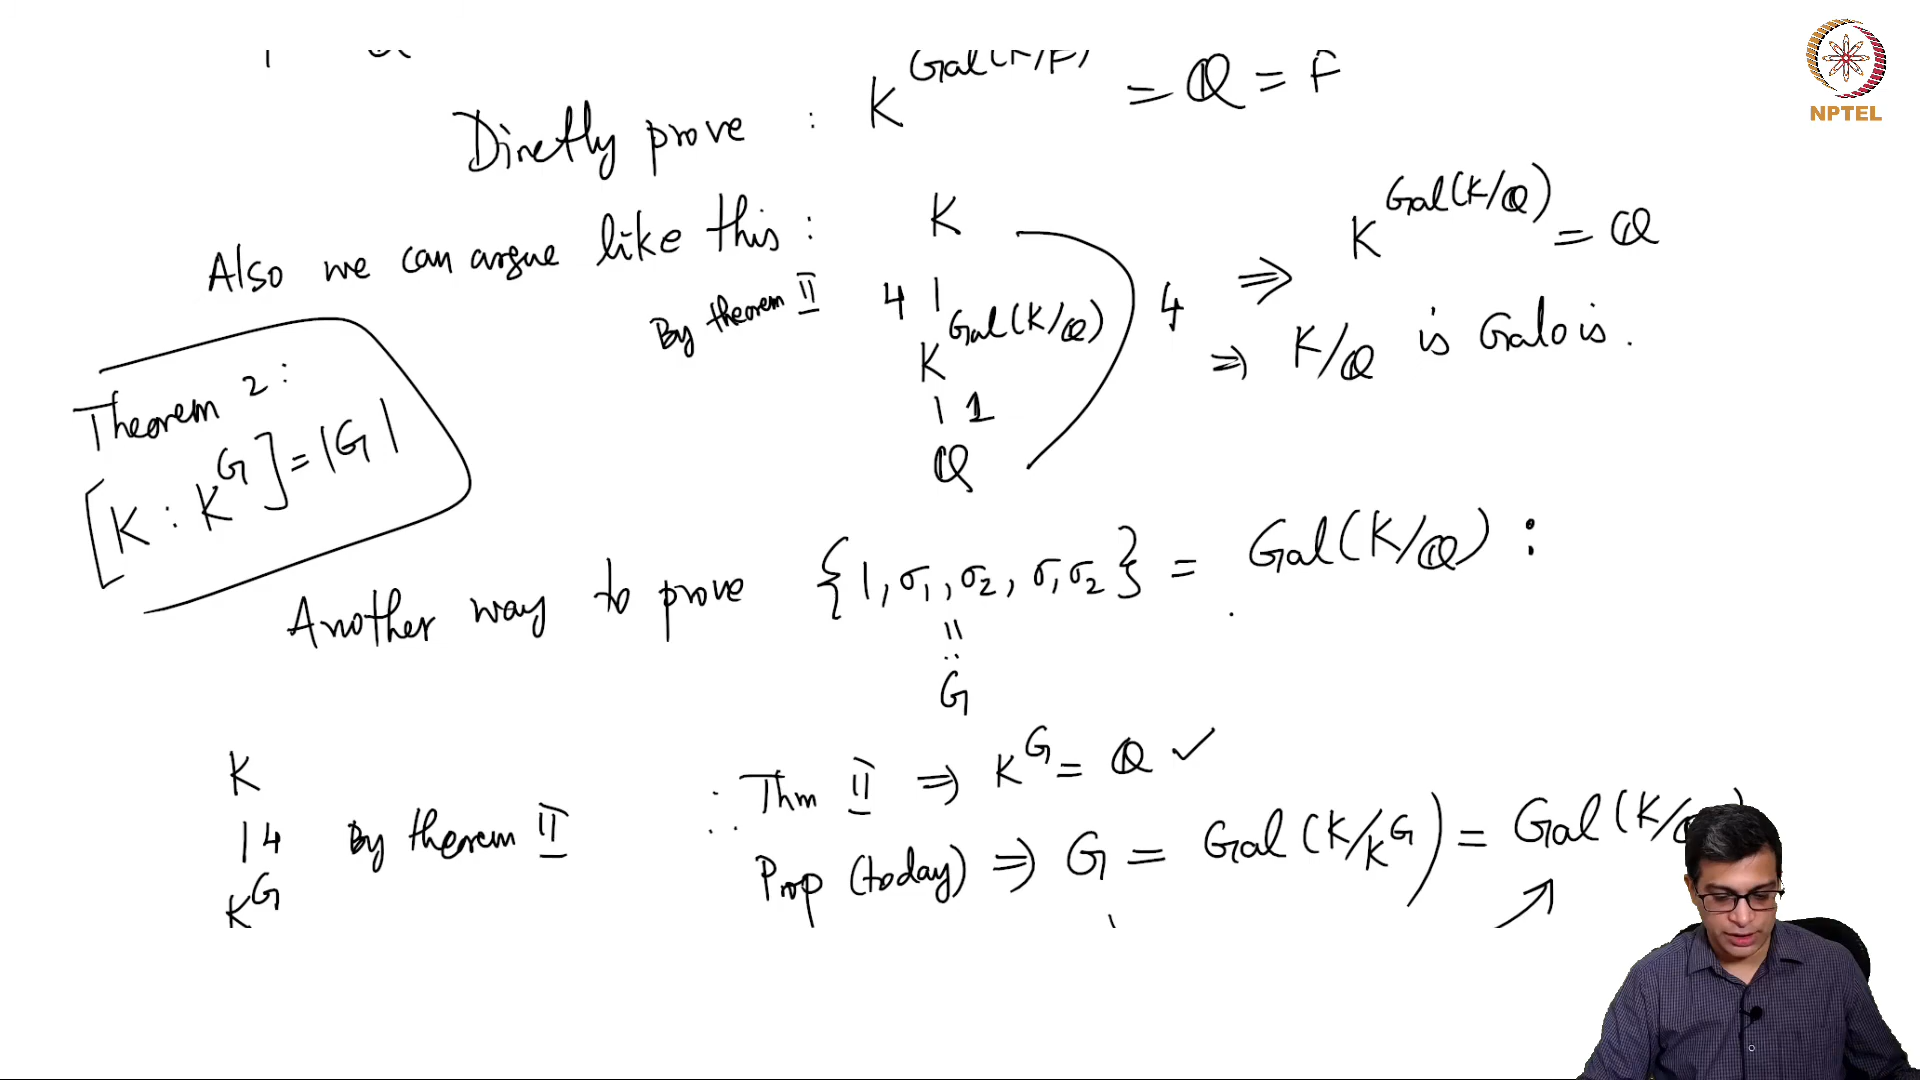 NPTEL
Directly prove : K^Gal(K/F) = ℚ = F
Also we can argue like this :
K
4 |
By theorem II
K^Gal(K/ℚ)
| 1
ℚ
4
⇒ K^Gal(K/ℚ) = ℚ
⇒ K/ℚ is Galois.
Theorem 2 :
[K : K^G] = |G|
Another way to prove {1, σ₁, σ₂, σ₁σ₂} = Gal(K/ℚ) :
=:
G
K
| 4 By theorem II
K^G
∴ Thm II ⇒ K^G = ℚ ✓
Prop (today) ⇒ G = Gal(K/K^G) = Gal(K/ℚ)